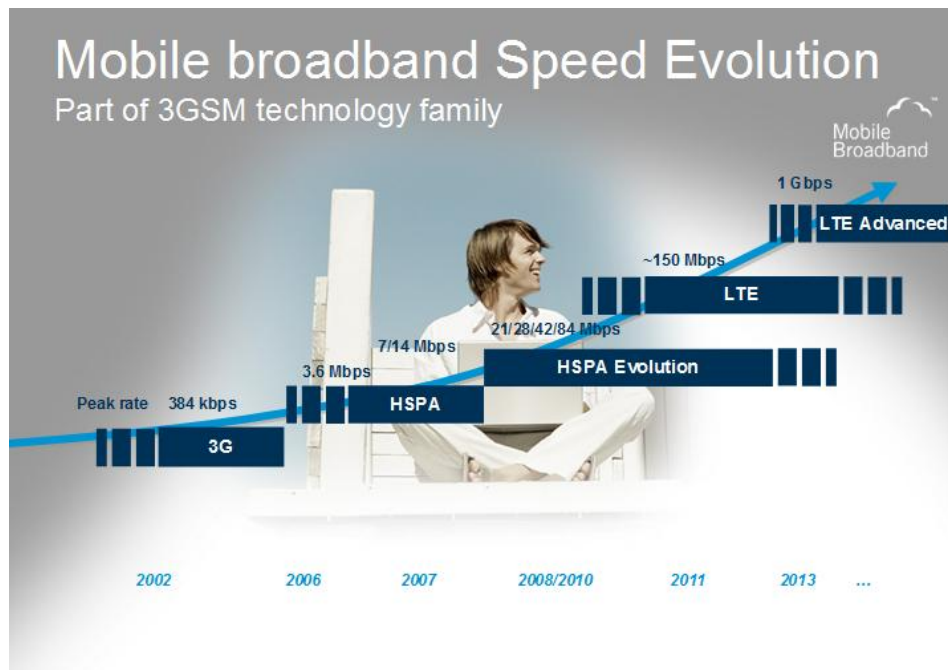 Mobile broadband Speed Evolution
Part of 3GSM technology family
Mobile
Broadband
™
1 Gbps
LTE Advanced
~150 Mbps
LTE
21/28/42/84 Mbps
HSPA Evolution
7/14 Mbps
3.6 Mbps
HSPA
Peak rate 384 kbps
3G
2002 2006 2007 2008/2010 2011 2013 ...